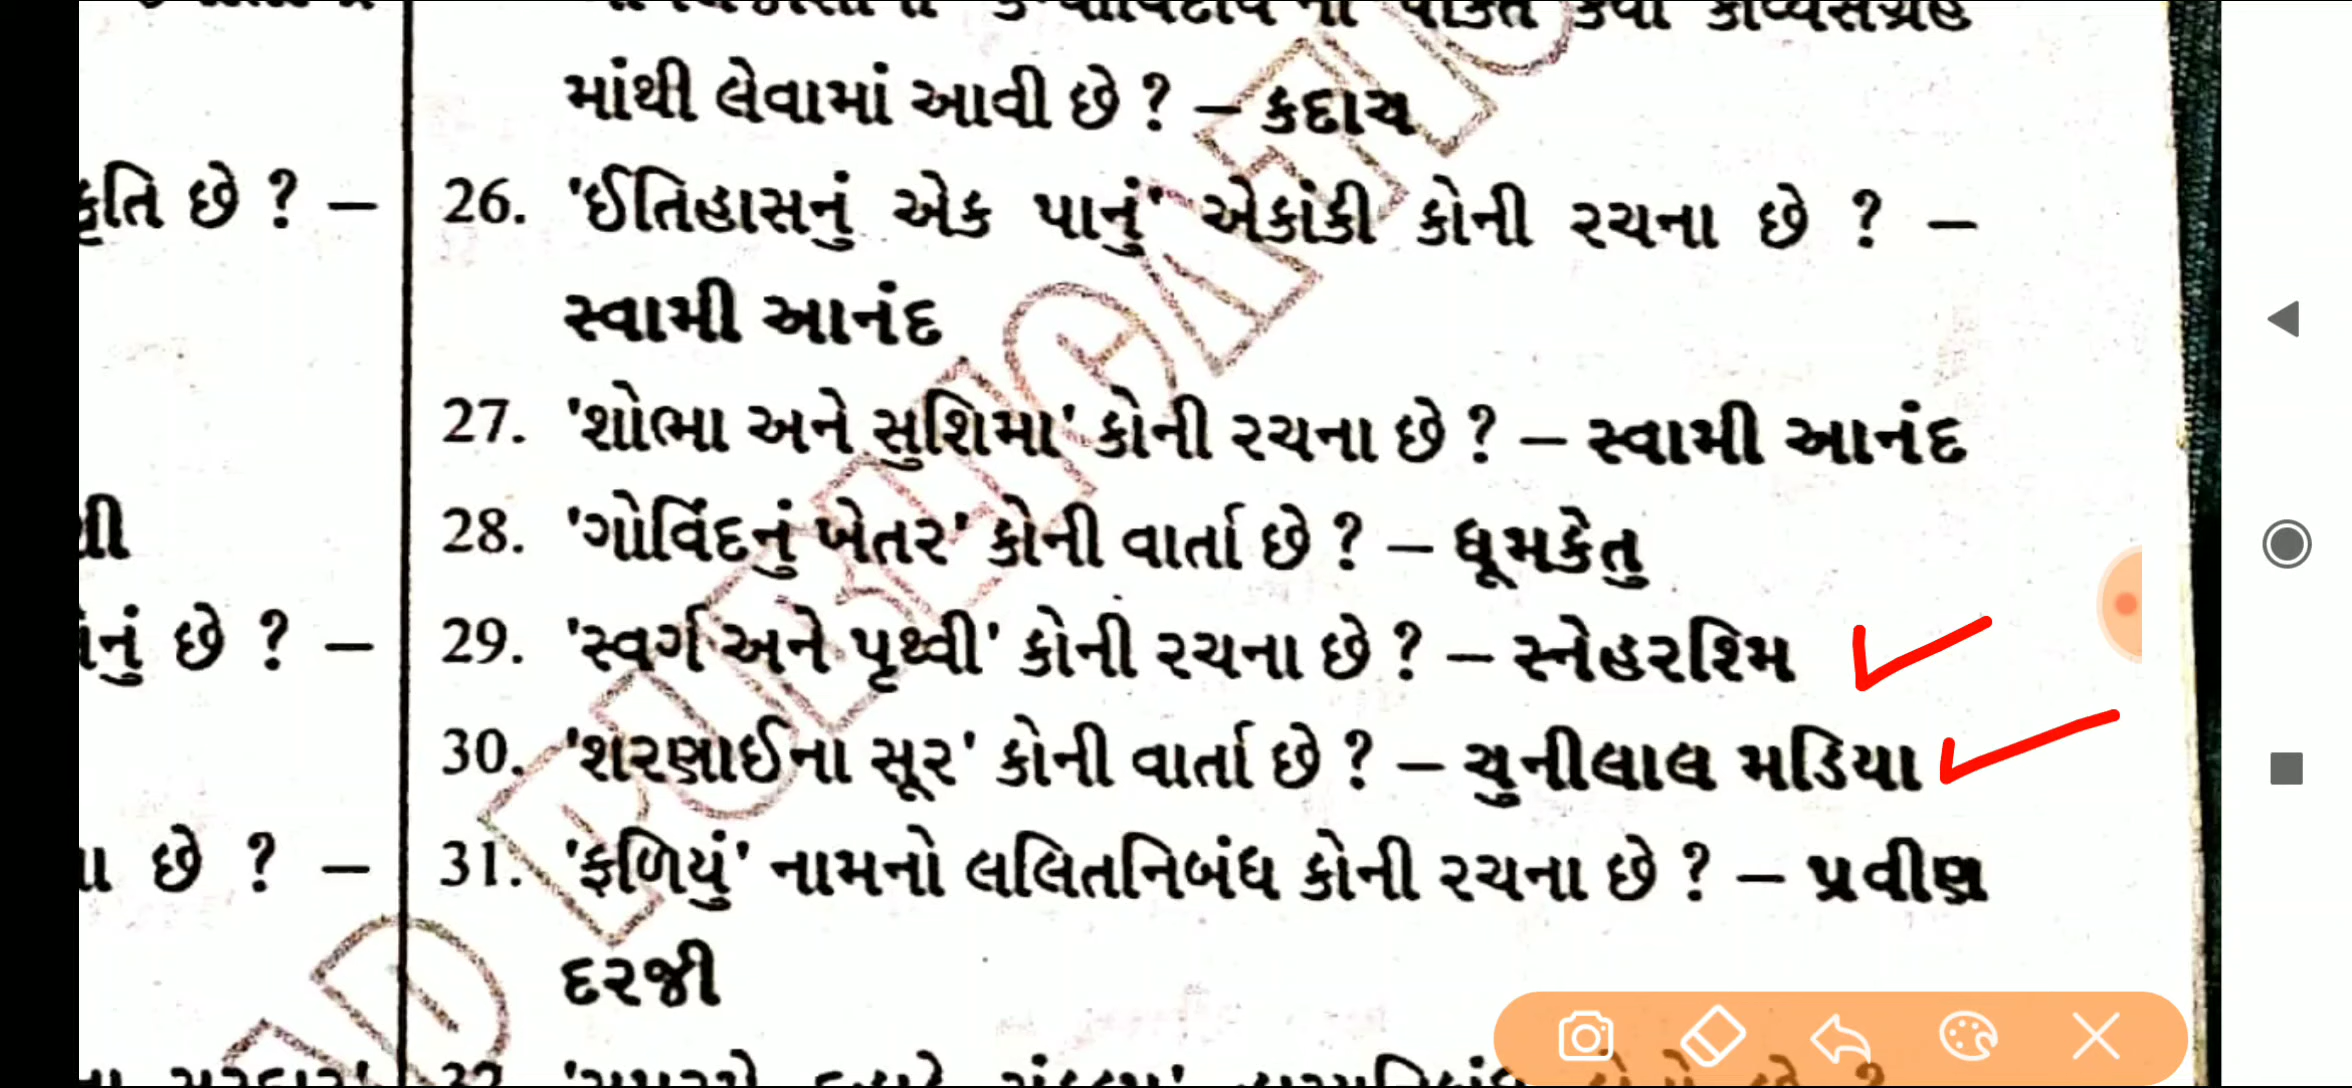 કૃતિ છે ? –
છે ? –
છે ? –
માંથી લેવામાં આવી છે ? – કદાચ
26. 'ઈતિહાસનું એક પાનું' એકાંકી કોની રચના છે ? –
સ્વામી આનંદ
27. 'શોભા અને સુશિમા' કોની રચના છે ? – સ્વામી આનંદ
28. 'ગોવિંદનું ખેતર' કોની વાર્તા છે ? – ધૂમકેતુ
29. 'સ્વર્ગ અને પૃથ્વી' કોની રચના છે ? – સ્નેહરશ્મિ
30. 'શરણાઈના સૂર' કોની વાર્તા છે ? – ચુનીલાલ મડિયા
31. 'ફળિયું' નામનો લલિતનિબંધ કોની રચના છે ? – પ્રવીણ
દરજી